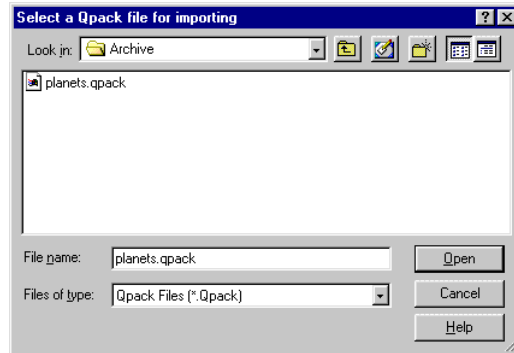 Select a Qpack file for importing
Look in: Archive
planets.qpack
File name: planets.qpack Open
Files of type: Qpack Files (*.Qpack) Cancel
Help